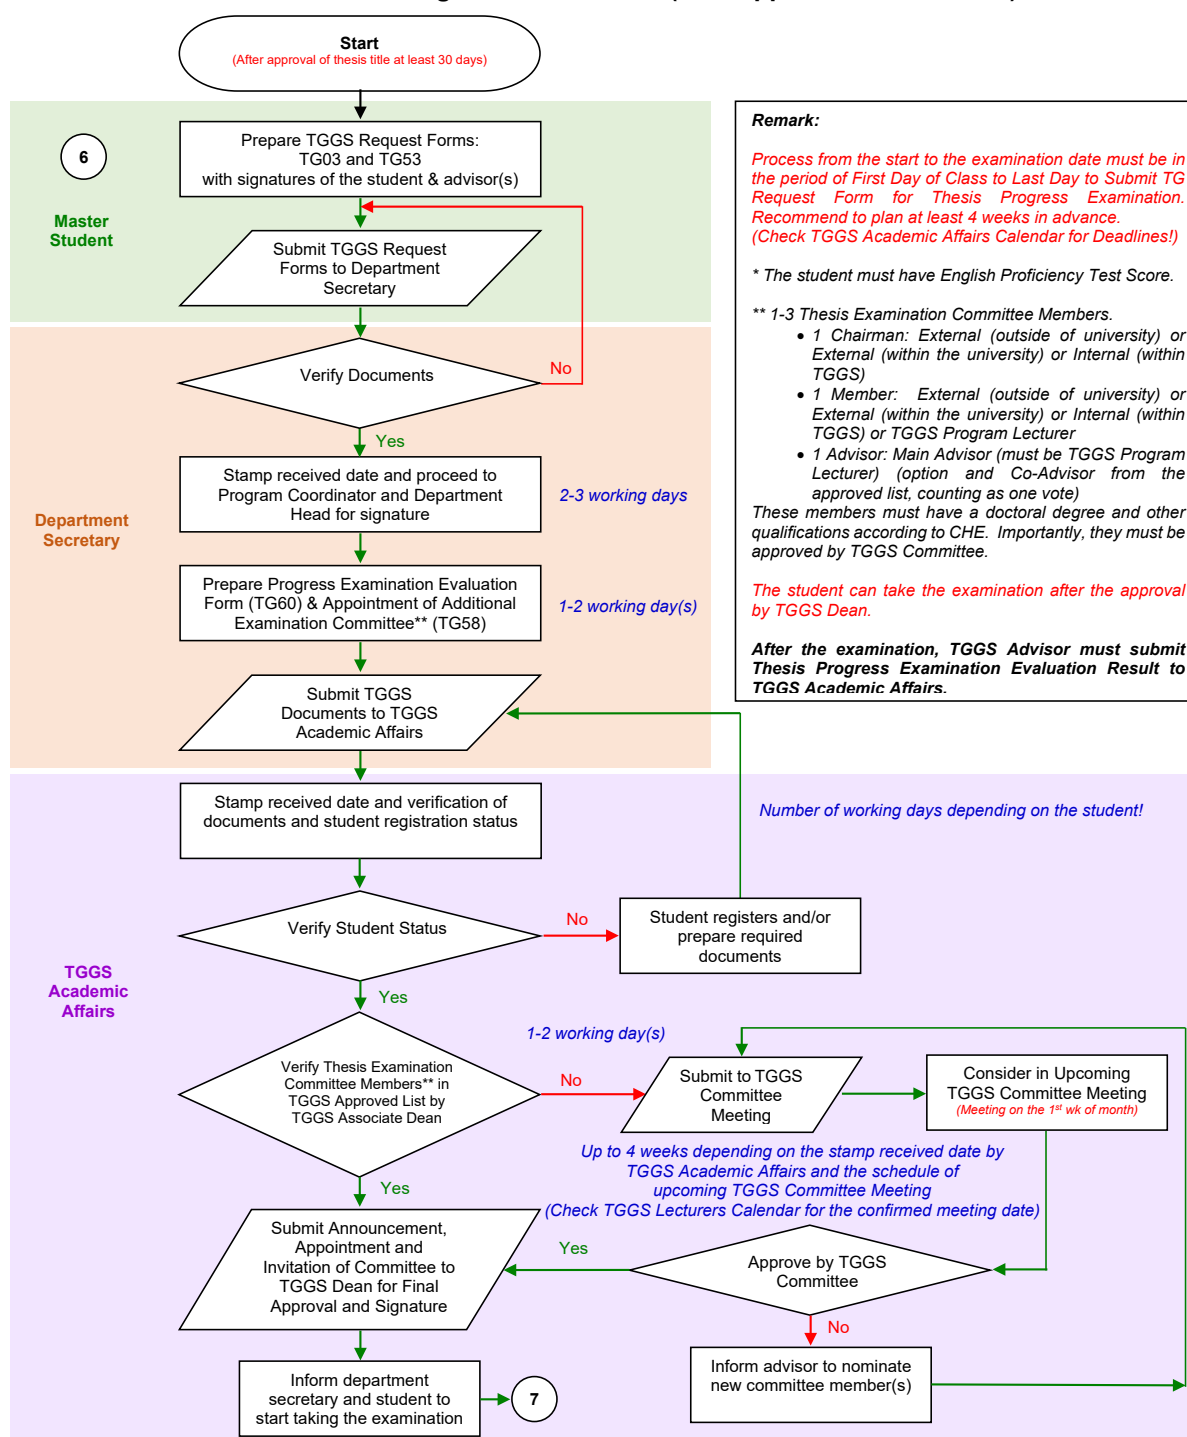 Start
(After approval of thesis title at least 30 days)
6
Master
Student
Prepare TGGS Request Forms:
TG03 and TG53
with signatures of the student & advisor(s)
Submit TGGS Request
Forms to Department
Secretary
Remark:
Process from the start to the examination date must be in
the period of First Day of Class to Last Day to Submit TG
Request Form for Thesis Progress Examination.
Recommend to plan at least 4 weeks in advance.
(Check TGGS Academic Affairs Calendar for Deadlines!)
* The student must have English Proficiency Test Score.
** 1-3 Thesis Examination Committee Members.
• 1 Chairman: External (outside of university) or
External (within the university) or Internal (within
TGGS)
• 1 Member: External (outside of university) or
External (within the university) or Internal (within
TGGS) or TGGS Program Lecturer
• 1 Advisor: Main Advisor (must be TGGS Program
Lecturer) (option and Co-Advisor from the
approved list, counting as one vote)
These members must have a doctoral degree and other
qualifications according to CHE. Importantly, they must be
approved by TGGS Committee.
The student can take the examination after the approval
by TGGS Dean.
After the examination, TGGS Advisor must submit
Thesis Progress Examination Evaluation Result to
TGGS Academic Affairs.
Department
Secretary
Verify Documents
No
Yes
Stamp received date and proceed to
Program Coordinator and Department
Head for signature
2-3 working days
Prepare Progress Examination Evaluation
Form (TG60) & Appointment of Additional
Examination Committee** (TG58)
1-2 working day(s)
Submit TGGS
Documents to TGGS
Academic Affairs
TGGS
Academic
Affairs
Stamp received date and verification of
documents and student registration status
Number of working days depending on the student!
Verify Student Status
No
Student registers and/or
prepare required
documents
Yes
1-2 working day(s)
Verify Thesis Examination
Committee Members** in
TGGS Approved List by
TGGS Associate Dean
No
Submit to TGGS
Committee
Meeting
Consider in Upcoming
TGGS Committee Meeting
(Meeting on the 1st wk of month)
Up to 4 weeks depending on the stamp received date by
TGGS Academic Affairs and the schedule of
upcoming TGGS Committee Meeting
(Check TGGS Lecturers Calendar for the confirmed meeting date)
Yes
Submit Announcement,
Appointment and
Invitation of Committee to
TGGS Dean for Final
Approval and Signature
Yes
Approve by TGGS
Committee
No
Inform advisor to nominate
new committee member(s)
Inform department
secretary and student to
start taking the examination
7